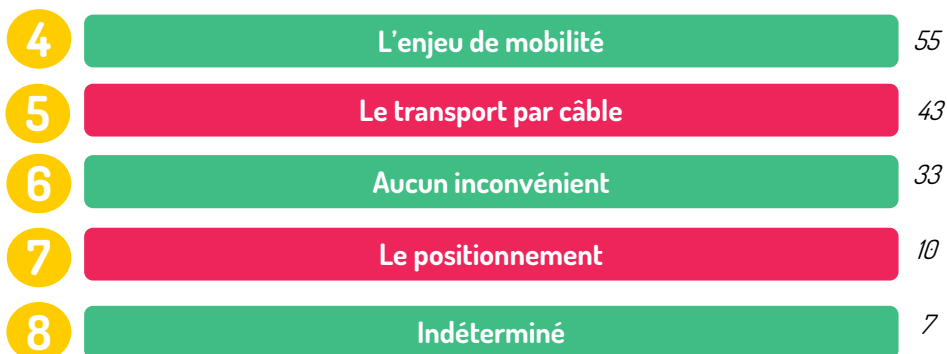 4 L'enjeu de mobilité 55
5 Le transport par câble 43
6 Aucun inconvénient 33
7 Le positionnement 10
8 Indéterminé 7